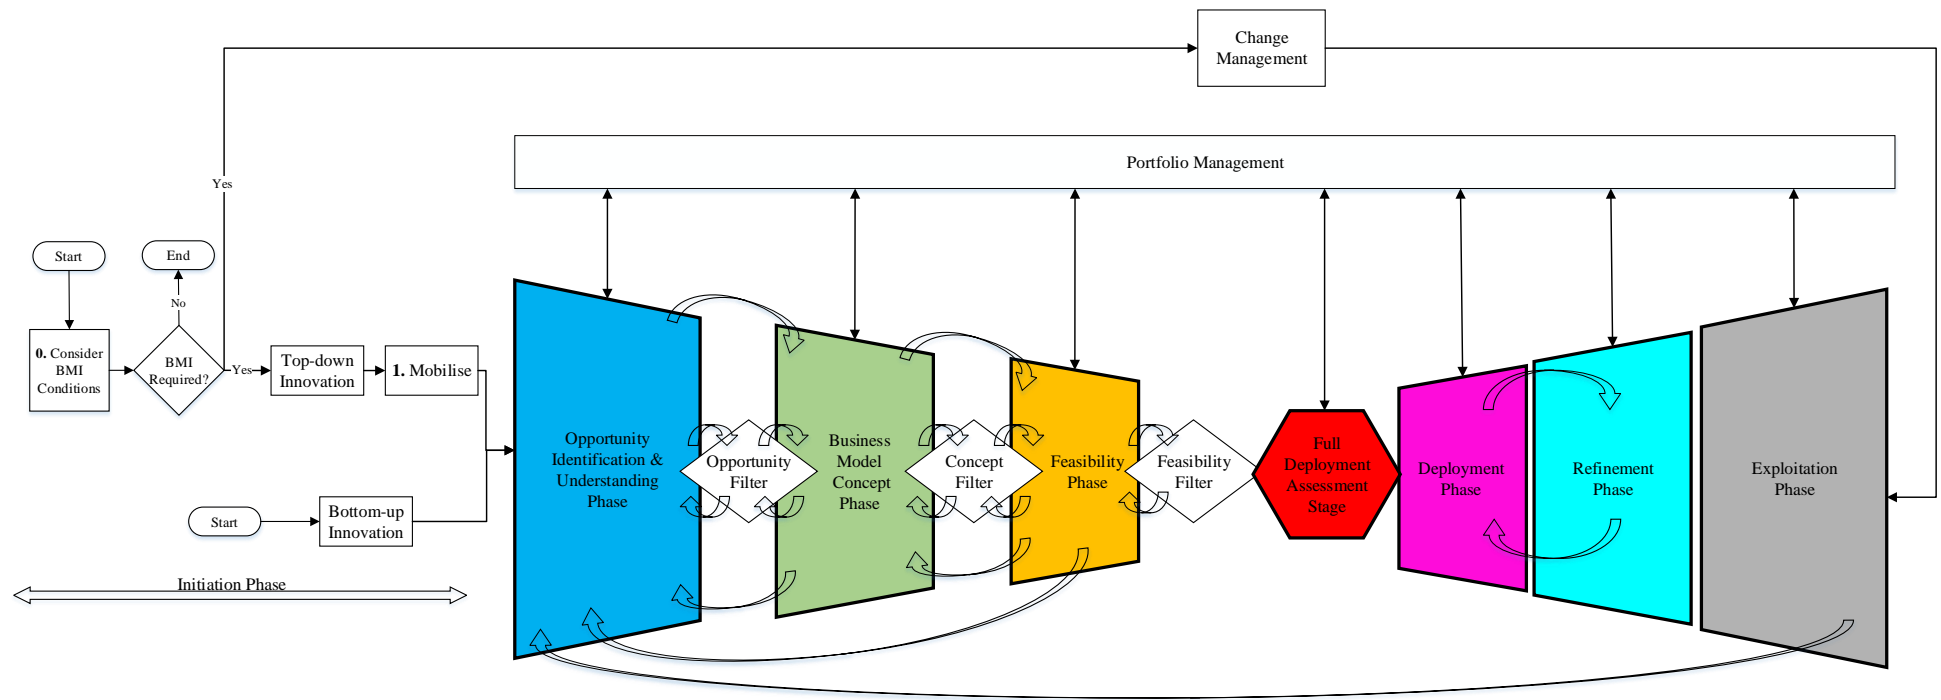 Change
Management
Portfolio Management
Yes
Start
End
No
0. Consider
BMI
Conditions
BMI
Required?
Yes
Top-down
Innovation
1. Mobilise
Start
Bottom-up
Innovation
Initiation Phase
Opportunity
Identification &
Understanding
Phase
Opportunity
Filter
Business
Model
Concept
Phase
Concept
Filter
Feasibility
Phase
Feasibility
Filter
Full
Deployment
Assessment
Stage
Deployment
Phase
Refinement
Phase
Exploitation
Phase